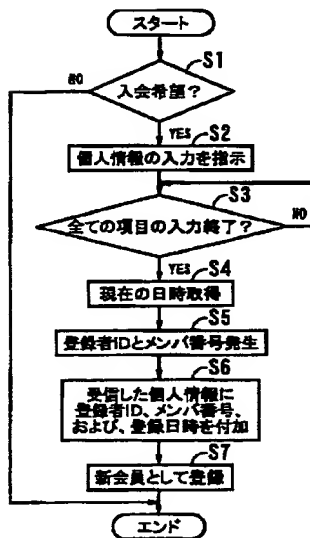 スタート
S1
NO
入会希望?
YES
S2
個人情報の入力を指示
S3
全ての項目の入力終了?
NO
YES
S4
現在の日時取得
S5
登録者IDとメンバ番号発生
S6
受信した個人情報に
登録者ID、メンバ番号、
および、登録日時を付加
S7
新会員として登録
エンド